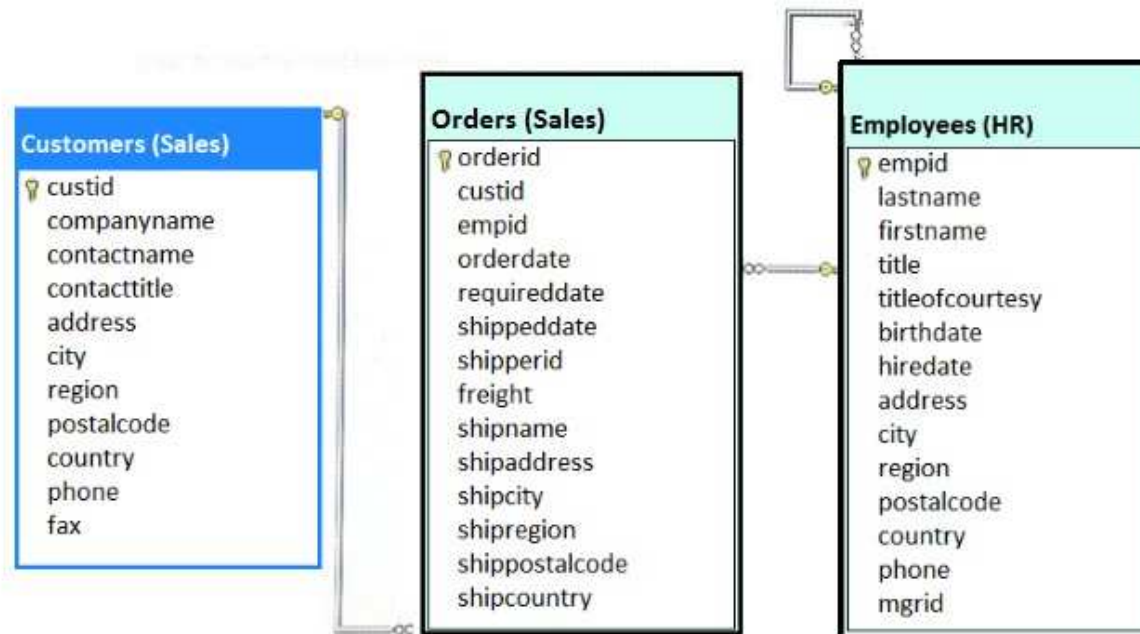 Customers (Sales)
custid
companyname
contactname
contacttitle
address
city
region
postalcode
country
phone
fax
Orders (Sales)
orderid
custid
empid
orderdate
requireddate
shippeddate
shipperid
freight
shipname
shipaddress
shipcity
shipregion
shippostalcode
shipcountry
Employees (HR)
empid
lastname
firstname
title
titleofcourtesy
birthdate
hiredate
address
city
region
postalcode
country
phone
mgrid